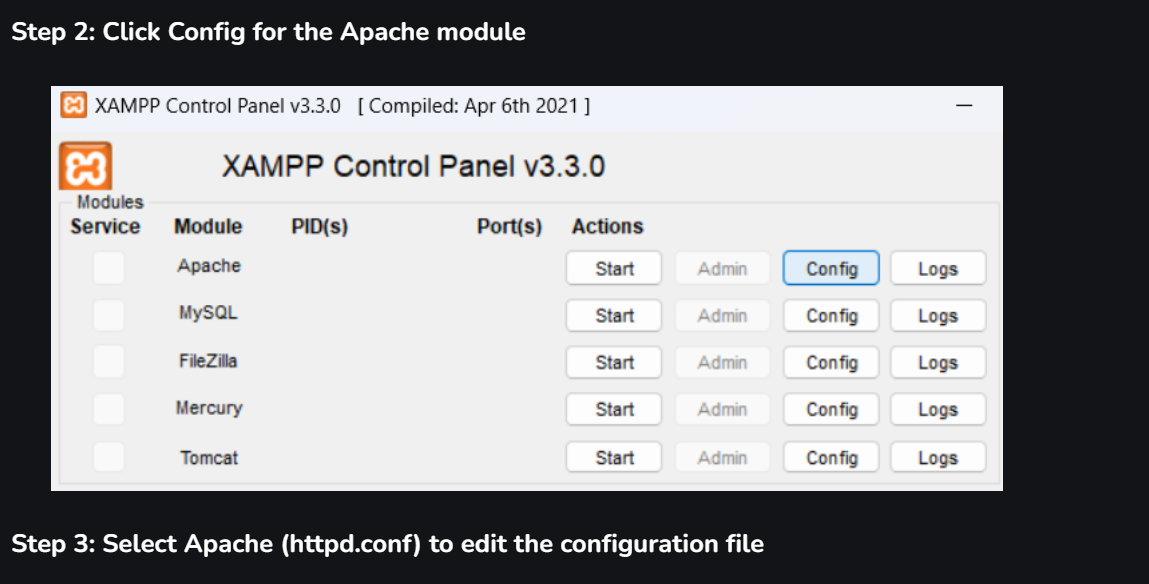 Step 2: Click Config for the Apache module
XAMPP Control Panel v3.3.0 [ Compiled: Apr 6th 2021 ]
XAMPP Control Panel v3.3.0
Modules
Service Module PID(s) Port(s) Actions
Apache Start Admin Config Logs
MySQL Start Admin Config Logs
FileZilla Start Admin Config Logs
Mercury Start Admin Config Logs
Tomcat Start Admin Config Logs
Step 3: Select Apache (httpd.conf) to edit the configuration file